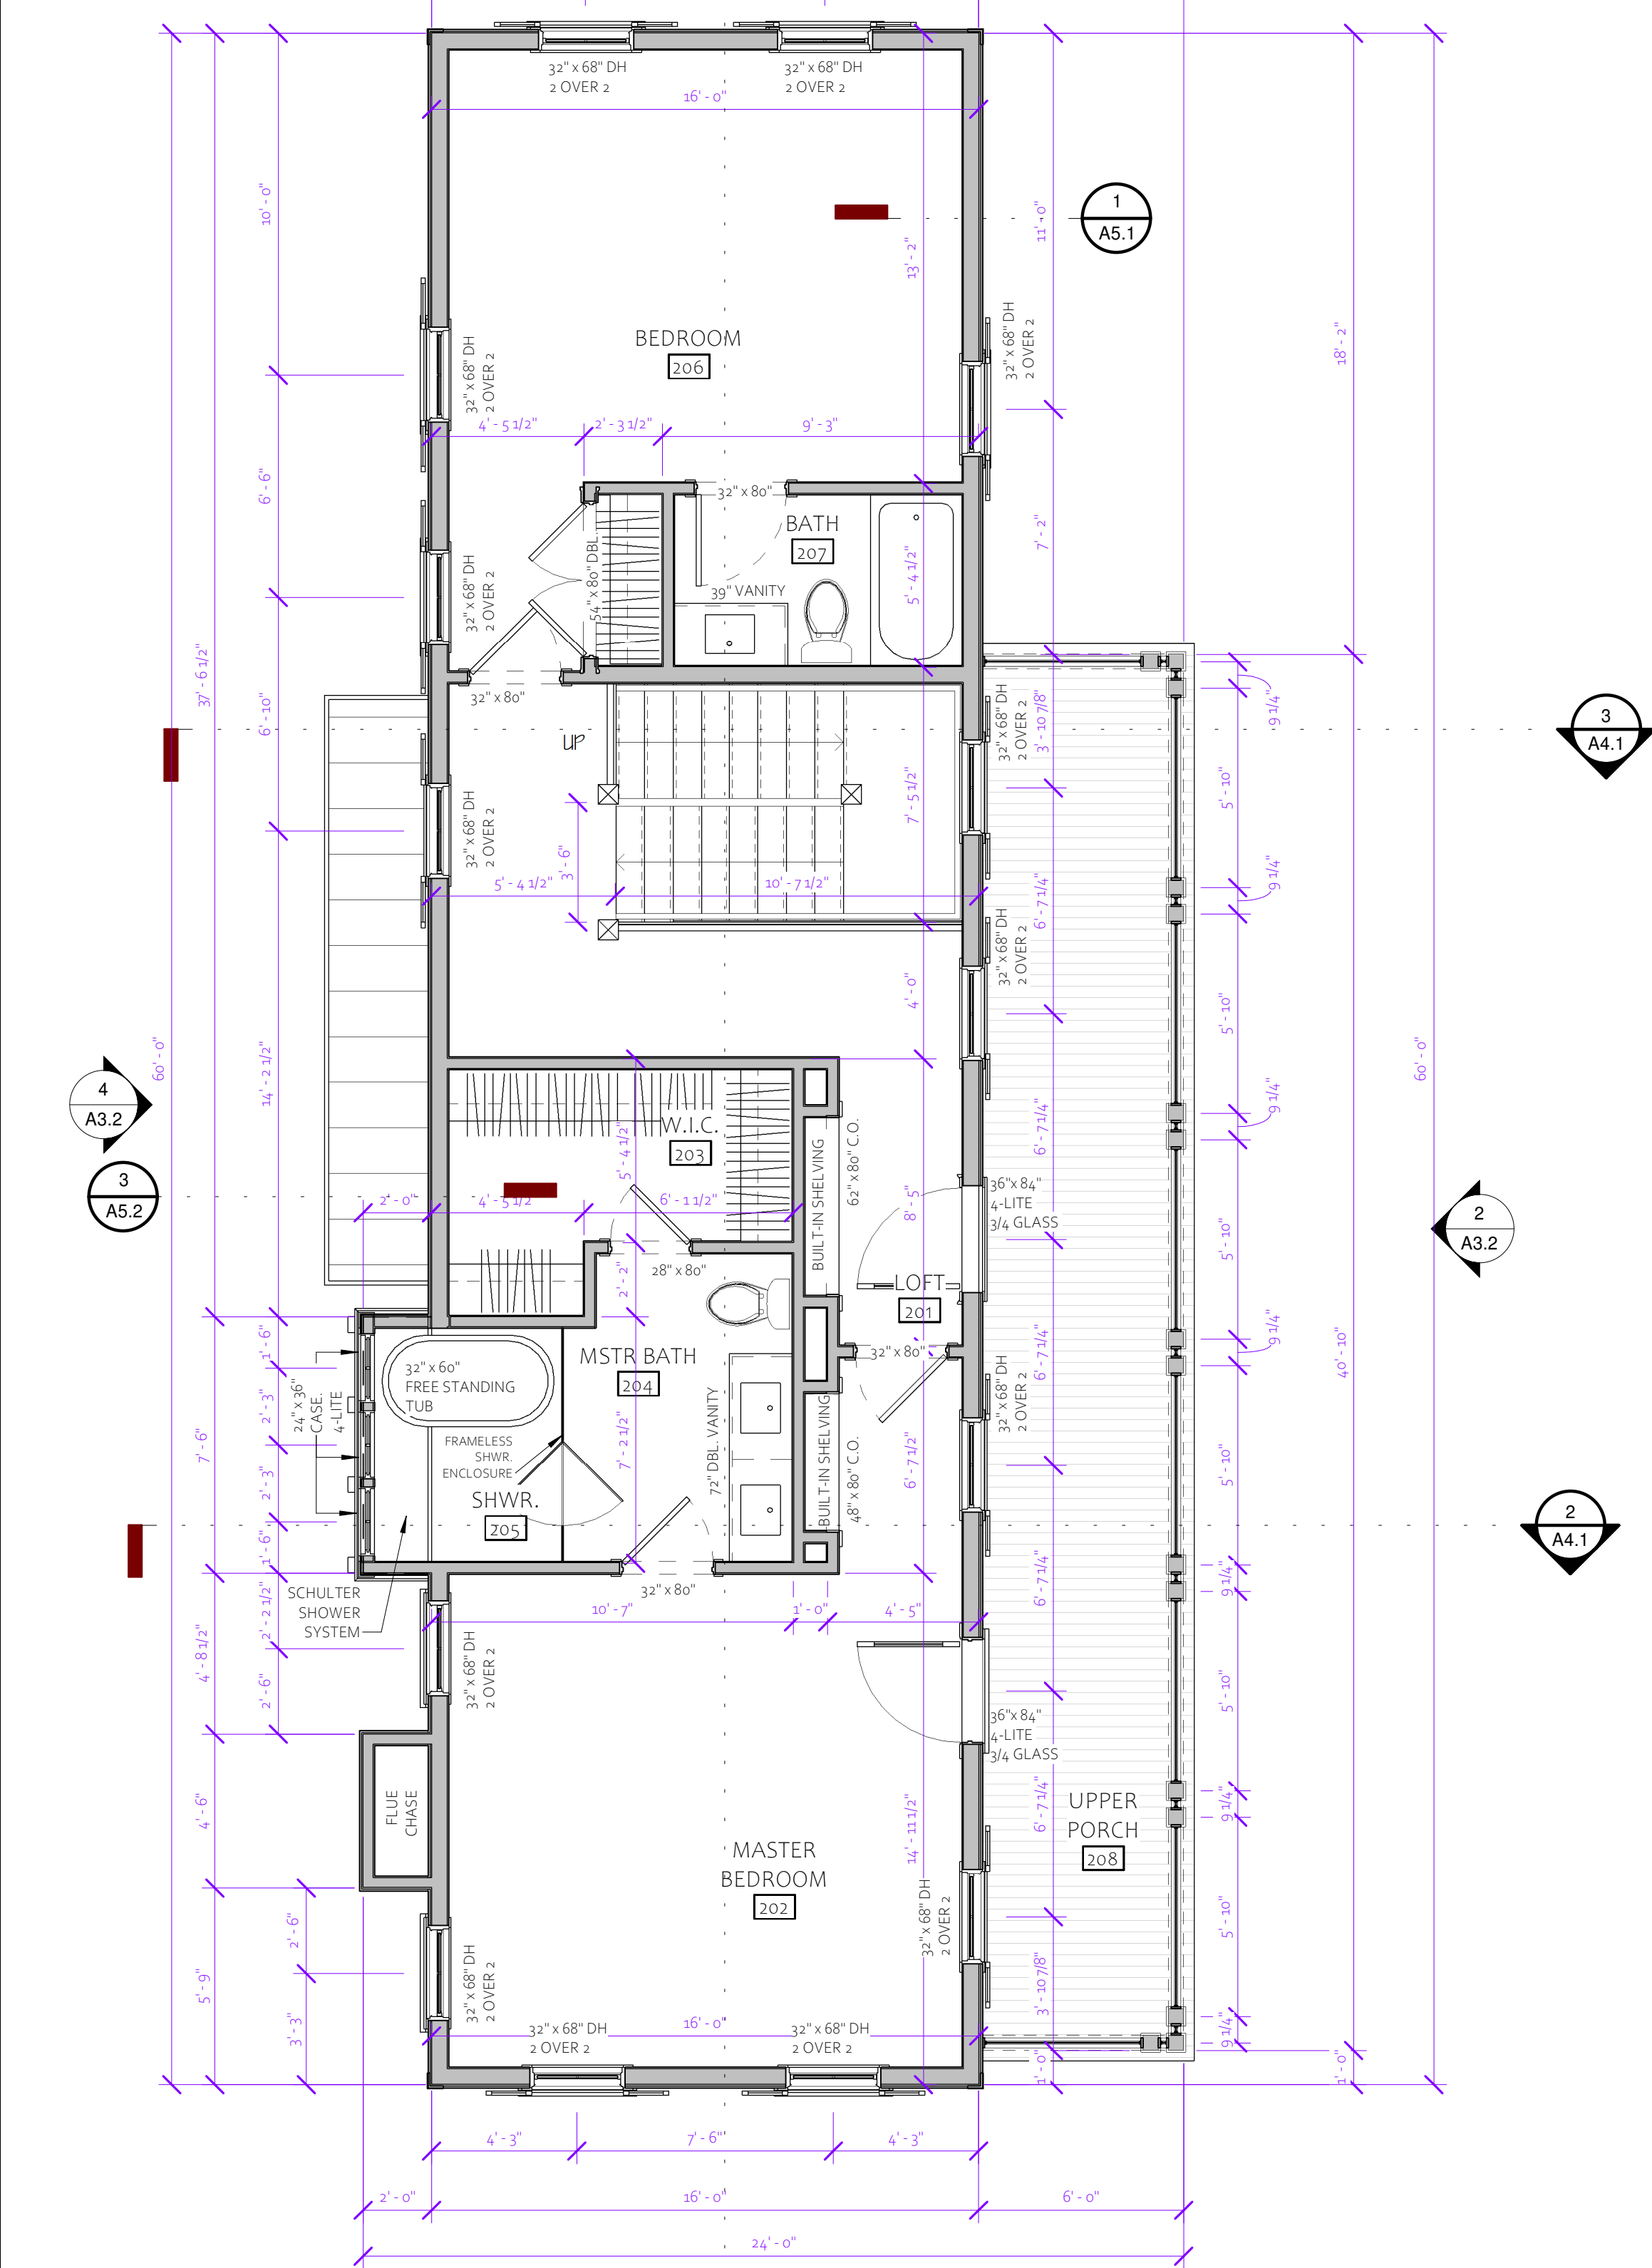 32" x 68" DH
2 OVER 2
32" x 68" DH
2 OVER 2
16' - 0"
10' - 0"
13' - 2"
11' - 0"
1
A5.1
BEDROOM
206
32" x 68" DH
2 OVER 2
32" x 68" DH
2 OVER 2
18' - 2"
4' - 5 1/2"
2' - 3 1/2"
9' - 3"
6' - 6"
32" x 80"
BATH
207
7' - 2"
54" x 80" DBL.
39" VANITY
5' - 4 1/2"
32" x 68" DH
2 OVER 2
37' - 6 1/2"
32" x 80"
6' - 10"
UP
32" x 68" DH
2 OVER 2
3' - 10 7/8"
9 1/4"
3
A4.1
32" x 68" DH
2 OVER 2
7' - 5 1/2"
5' - 10"
3' - 6"
5' - 4 1/2"
10' - 7 1/2"
6' - 7 1/4"
9 1/4"
32" x 68" DH
2 OVER 2
4' - 0"
5' - 10"
60' - 0"
14' - 2 1/2"
60' - 0"
4
A3.2
W.I.C.
203
5' - 4 1/2"
BUILT-IN SHELVING
62" x 80" C.O.
6' - 7 1/4"
9 1/4"
3
A5.2
2' - 0"
4' - 5 1/2"
6' - 1 1/2"
8' - 5"
36"x 84"
4-LITE
3/4 GLASS
5' - 10"
2
A3.2
28" x 80"
2' - 2"
LOFT
201
32" x 80"
1' - 6"
32" x 60"
FREE STANDING
TUB
MSTR BATH
204
6' - 7 1/4"
9 1/4"
40' - 10"
32" x 68" DH
2 OVER 2
24" x 36"
CASE.
4-LITE
2' - 3"
7' - 6"
FRAMELESS
SHWR.
ENCLOSURE
7' - 2 1/2"
72" DBL. VANITY
BUILT-IN SHELVING
48" x 80" C.O.
6' - 7 1/2"
5' - 10"
2' - 3"
SHWR.
205
2
A4.1
1' - 6"
SCHULTER
SHOWER
SYSTEM
32" x 80"
6' - 7 1/4"
9 1/4"
2' - 2 1/2"
10' - 7"
1' - 0"
4' - 5"
4' - 8 1/2"
32" x 68" DH
2 OVER 2
2' - 6"
5' - 10"
36"x 84"
4-LITE
3/4 GLASS
FLUE
CHASE
4' - 6"
14' - 11 1/2"
6' - 7 1/4"
UPPER
PORCH
208
9 1/4"
MASTER
BEDROOM
202
32" x 68" DH
2 OVER 2
2' - 6"
5' - 10"
5' - 9"
32" x 68" DH
2 OVER 2
3' - 10 7/8"
3' - 3"
16' - 0"
32" x 68" DH
2 OVER 2
32" x 68" DH
2 OVER 2
9 1/4"
1' - 0"
1' - 0"
4' - 3"
7' - 6"
4' - 3"
2' - 0"
16' - 0"
6' - 0"
24' - 0"